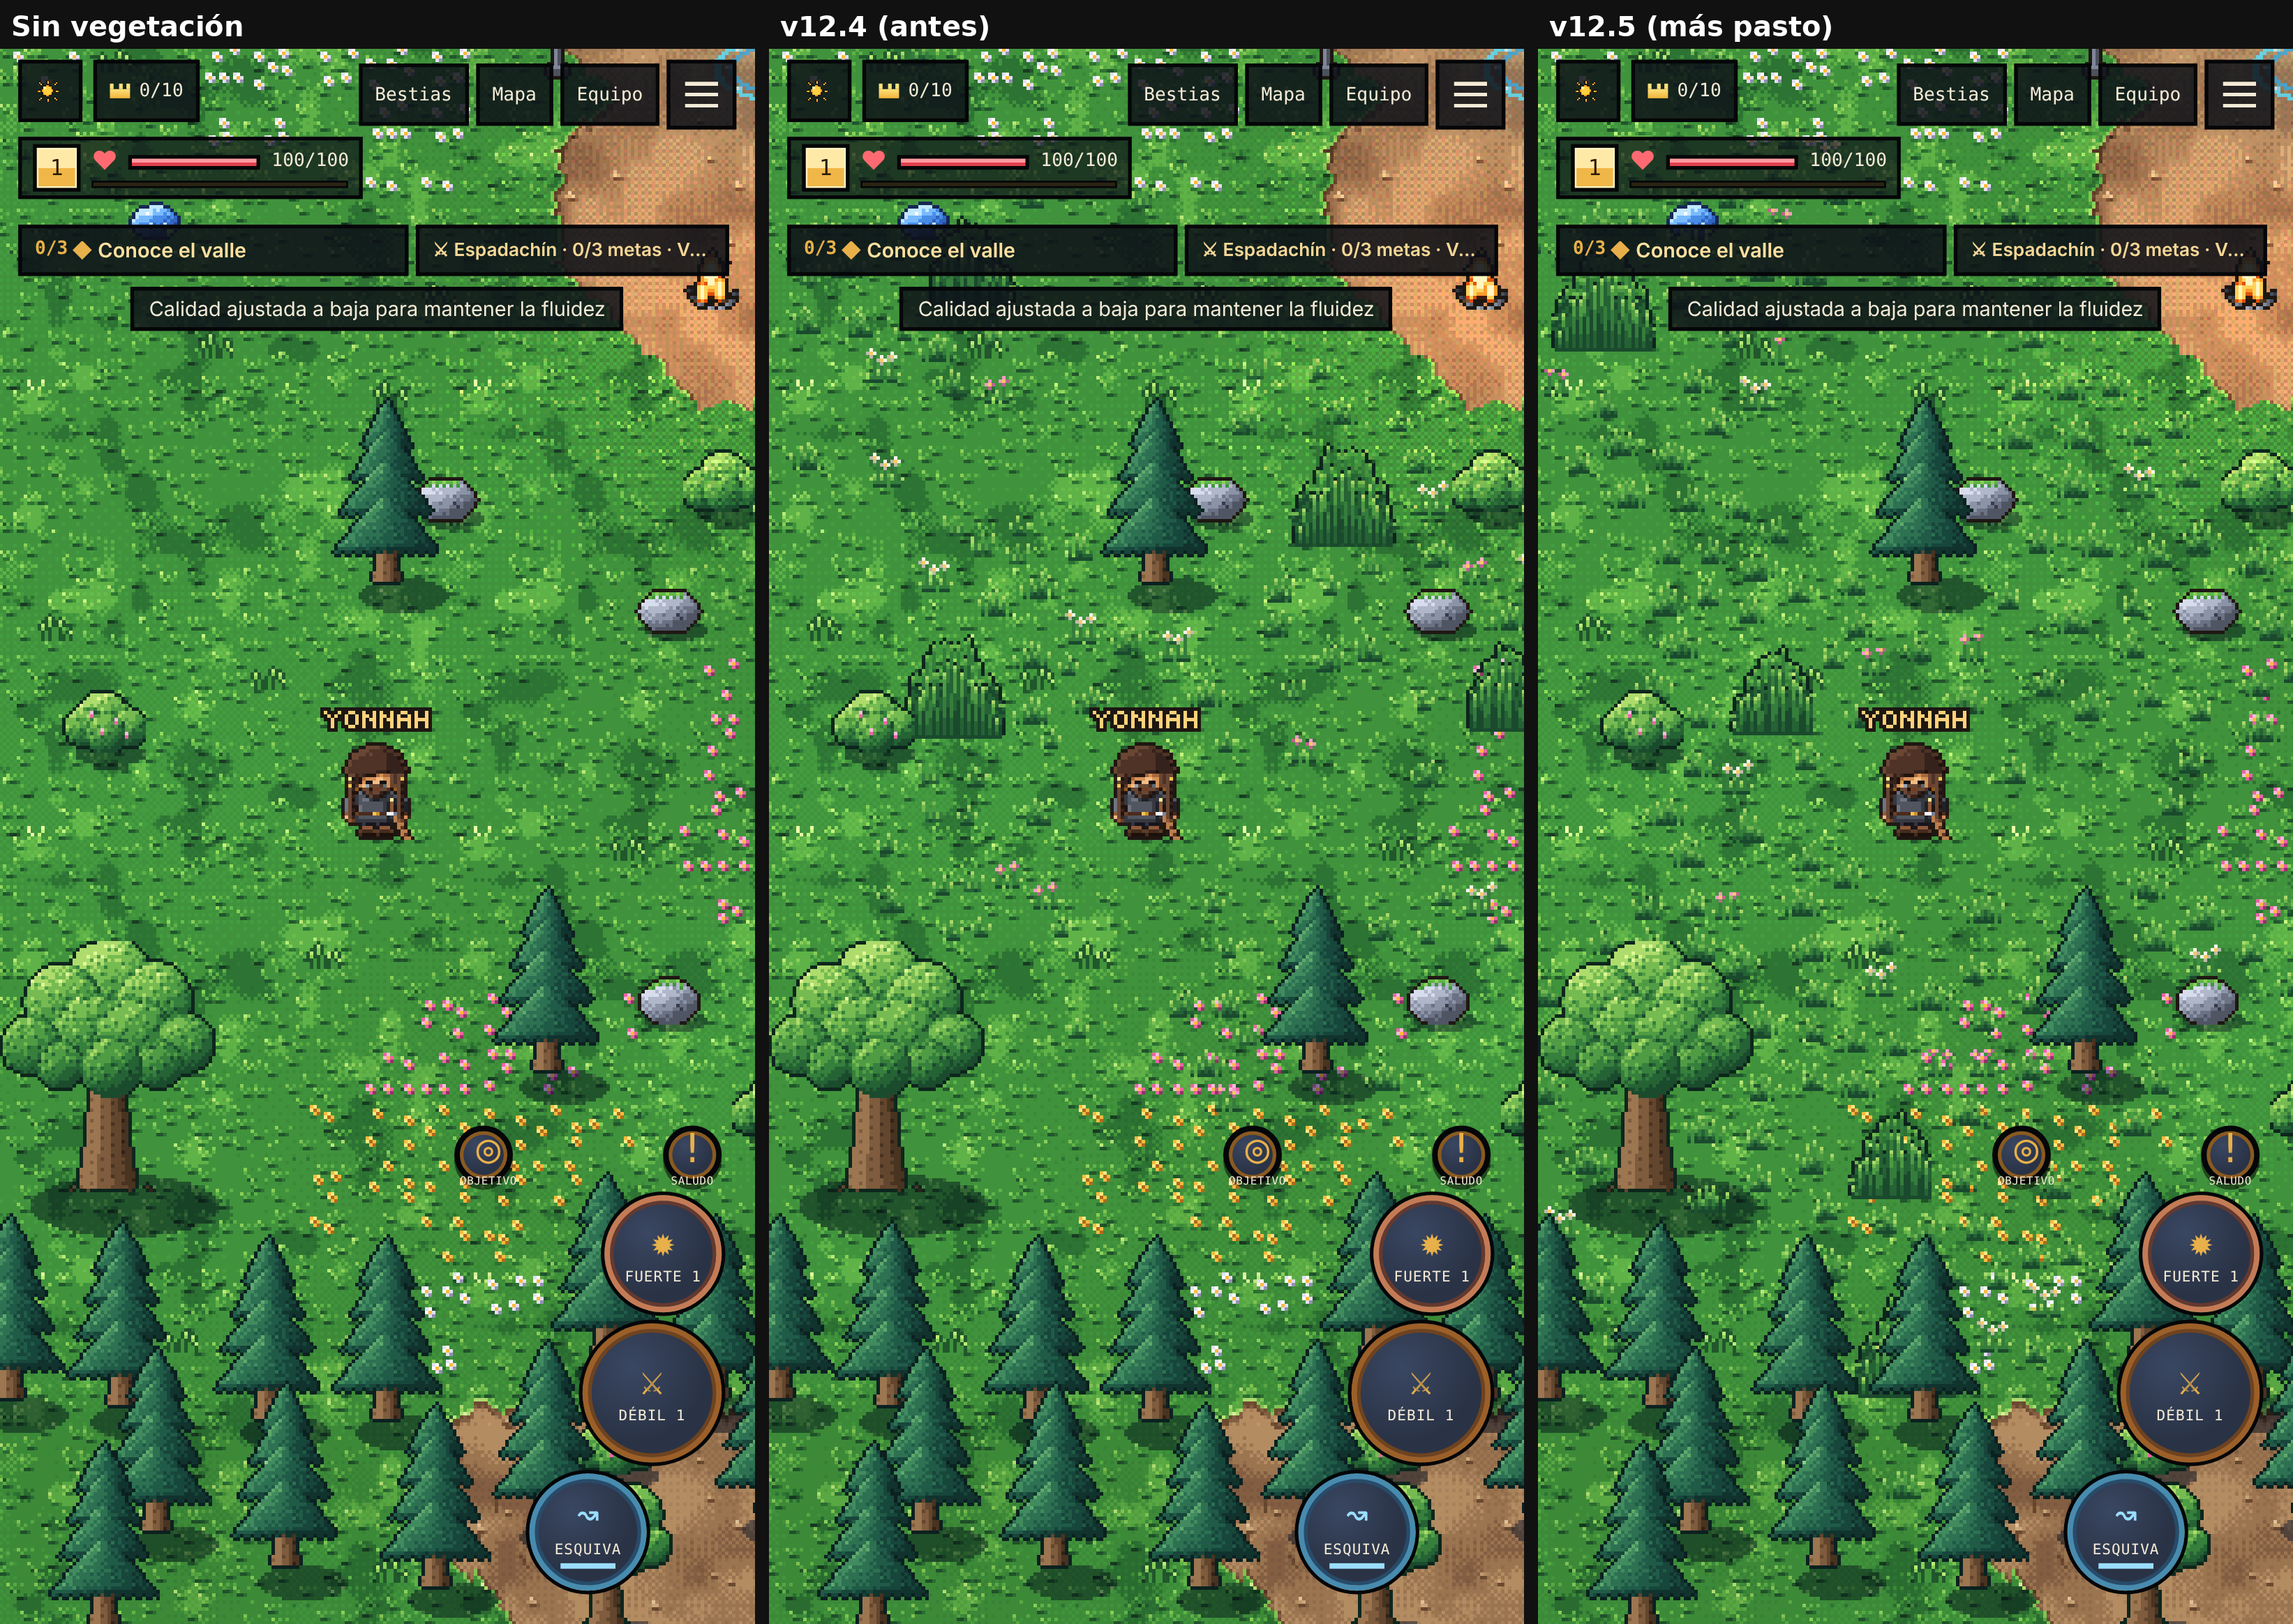 Sin vegetación
0/10
Bestias
Mapa
Equipo
1
100/100
0/3 ◆ Conoce el valle
⚔ Espadachín · 0/3 metas · V...
Calidad ajustada a baja para mantener la fluidez
YONNAH
OBJETIVO
!
SALUDO
FUERTE 1
DÉBIL 1
ESQUIVA
v12.4 (antes)
0/10
Bestias
Mapa
Equipo
1
100/100
0/3 ◆ Conoce el valle
⚔ Espadachín · 0/3 metas · V...
Calidad ajustada a baja para mantener la fluidez
YONNAH
OBJETIVO
!
SALUDO
FUERTE 1
DÉBIL 1
ESQUIVA
v12.5 (más pasto)
0/10
Bestias
Mapa
Equipo
1
100/100
0/3 ◆ Conoce el valle
⚔ Espadachín · 0/3 metas · V...
Calidad ajustada a baja para mantener la fluidez
YONNAH
OBJETIVO
!
SALUDO
FUERTE 1
DÉBIL 1
ESQUIVA